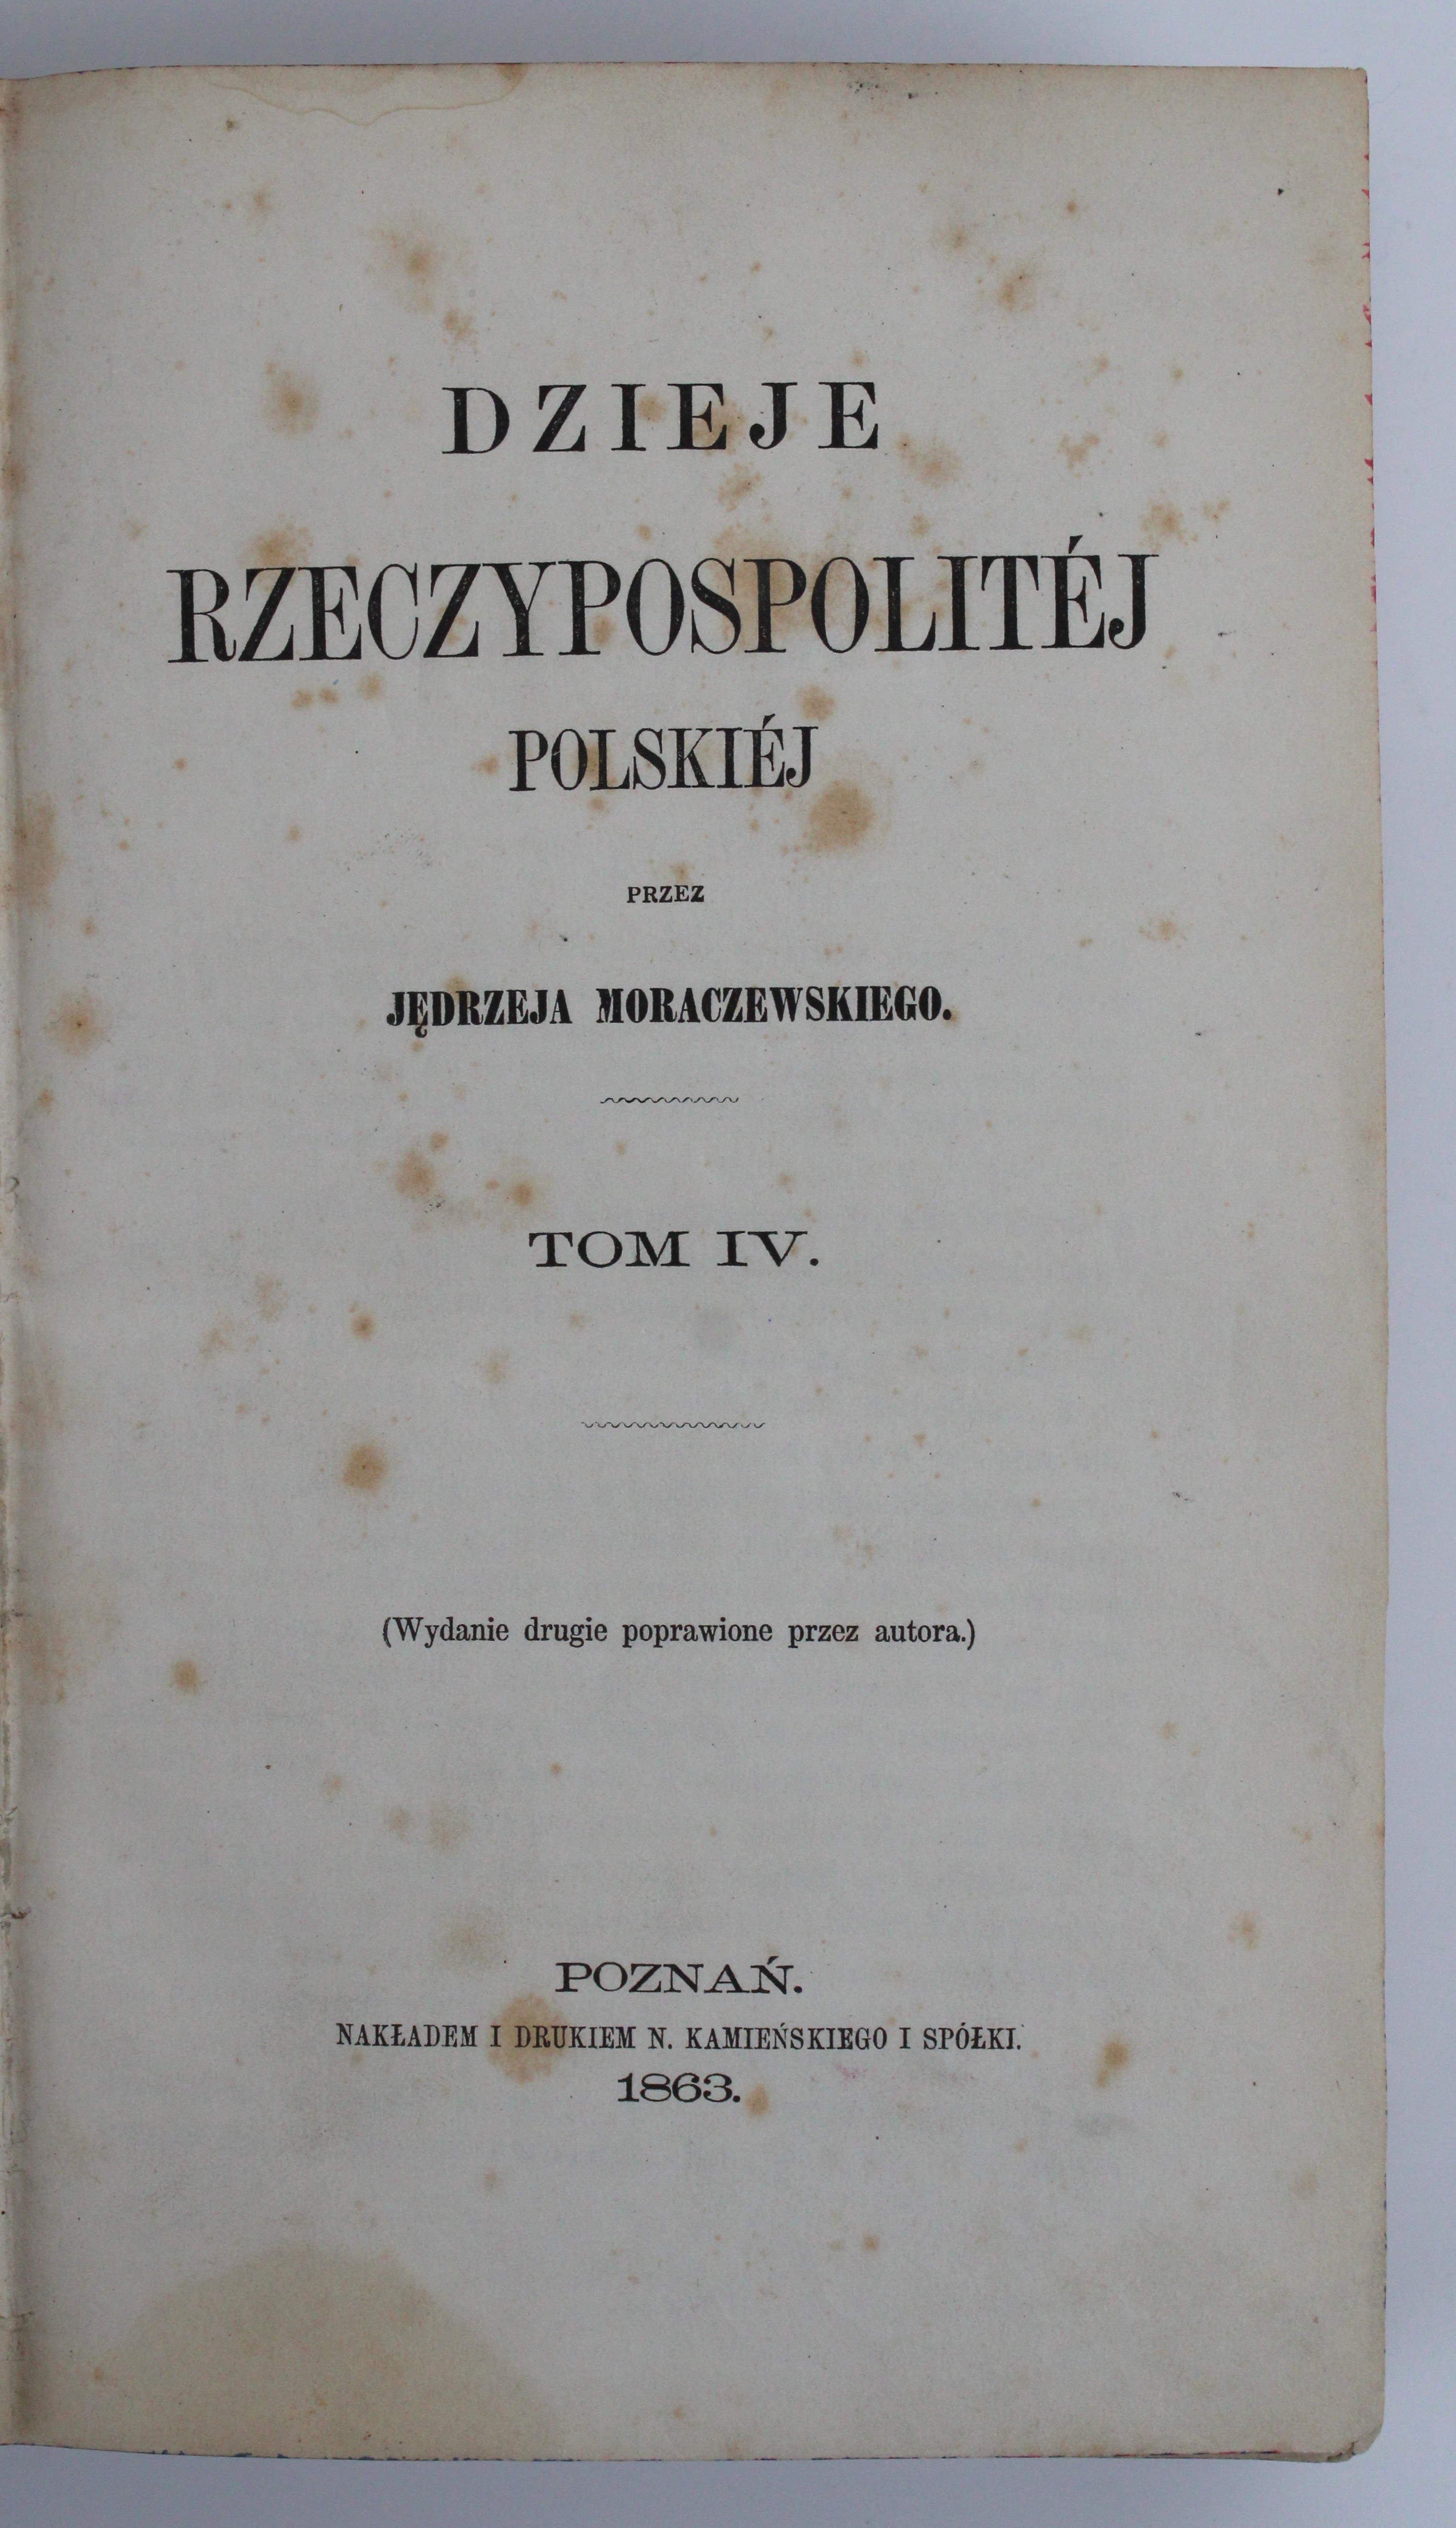 DZIEJE
RZECZYPOSPOLITÉJ
POLSKIÉJ
PRZEZ
JĘDRZEJA MORACZEWSKIEGO.
TOM IV.
(Wydanie drugie poprawione przez autora.)
POZNAŃ.
NAKŁADEM I DRUKIEM N. KAMIEŃSKIEGO I SPÓŁKI.
1863.